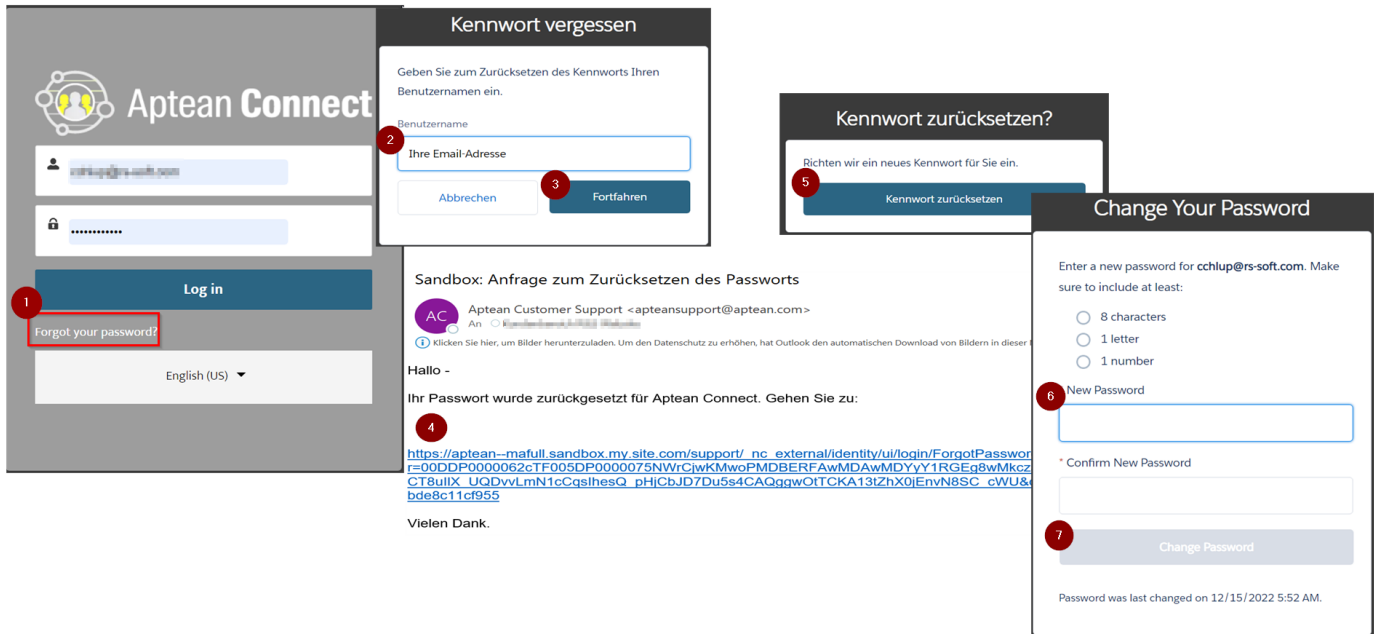 Aptean Connect
Log in
1
Forgot your password?
English (US)
Kennwort vergessen
Geben Sie zum Zurücksetzen des Kennworts Ihren
Benutzernamen ein.
Benutzername
2
Ihre Email-Adresse
3
Abbrechen
Fortfahren
Sandbox: Anfrage zum Zurücksetzen des Passworts
AC
Aptean Customer Support <apteansupport@aptean.com>
An
Klicken Sie hier, um Bilder herunterzuladen. Um den Datenschutz zu erhöhen, hat Outlook den automatischen Download von Bildern in dieser
Hallo -
Ihr Passwort wurde zurückgesetzt für Aptean Connect. Gehen Sie zu:
4
https://aptean--mafull.sandbox.my.site.com/support/_nc_external/identity/ui/login/ForgotPasswor
r=00DDP0000062cTF005DP0000075NWrCjwKMwoPMDBERFAwMDAwMDYyY1RGEg8wMkcz
CT8uIlX_UQDvvLmN1cCqsIhesQ_pHjCbJD7Du5s4CAQggwOtTCKA13tZhX0jEnvN8SC_cWU&
bde8c11cf955
Vielen Dank.
Kennwort zurücksetzen?
Richten wir ein neues Kennwort für Sie ein.
5
Kennwort zurücksetzen
Change Your Password
Enter a new password for cchlup@rs-soft.com. Make
sure to include at least:
8 characters
1 letter
1 number
6
New Password
* Confirm New Password
7
Change Password
Password was last changed on 12/15/2022 5:52 AM.